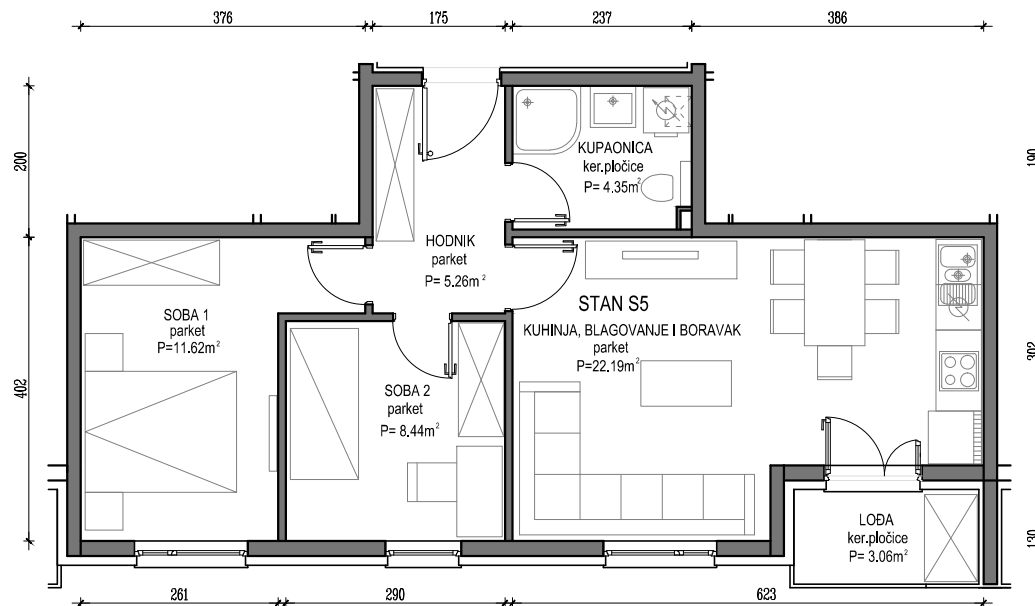 376
175
237
386
200
190
KUPAONICA
ker.pločice
P= 4.35m²
HODNIK
parket
P= 5.26m²
SOBA 1
parket
P=11.62m²
STAN S5
KUHINJA, BLAGOVANJE I BORAVAK
parket
P=22.19m²
302
402
SOBA 2
parket
P= 8.44m²
LOĐA
ker.pločice
P= 3.06m²
130
261
290
623